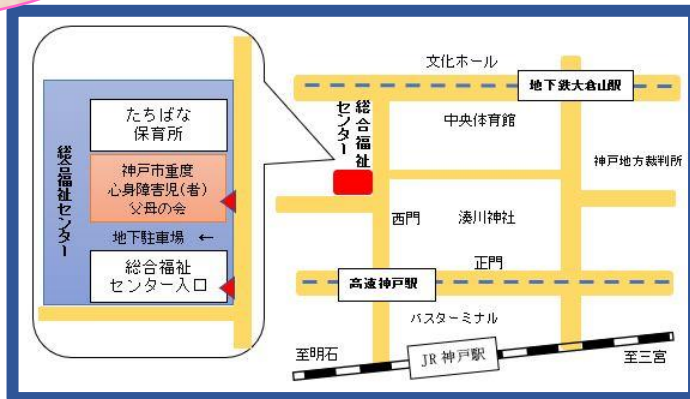 総合福祉センター
たちばな
保育所
神戸市重度
心身障害児(者)
父母の会
地下駐車場 ←
総合福祉
センター入口
文化ホール
地下鉄大倉山駅
総合福祉
センター
中央体育館
神戸地方裁判所
西門
湊川神社
正門
高速神戸駅
バスターミナル
至明石
JR 神戸駅
至三宮